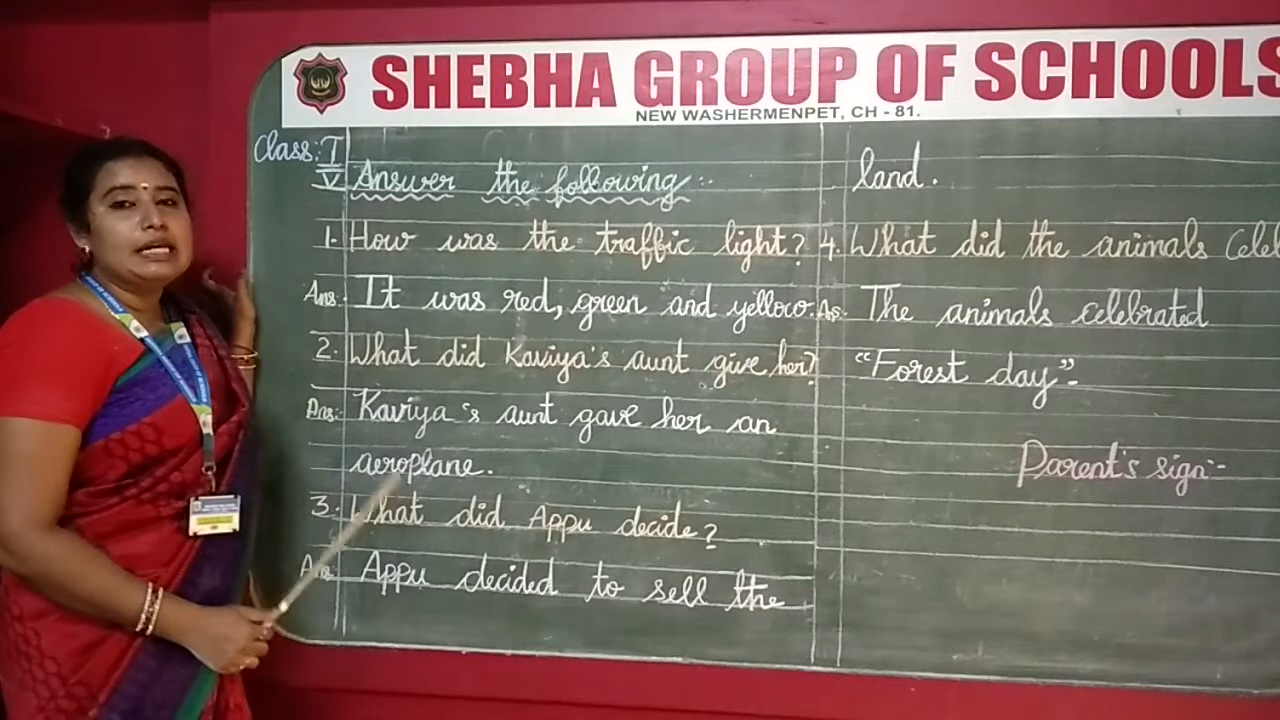 SHEBHA GROUP OF SCHOOLS
NEW WASHERMENPET, CH - 81.
Class: I
V Answer the following:-
1. How was the traffic light?
Ans:- It was red, green and yellow.
2. What did Kaviya's aunt give her?
Ans:- Kaviya's aunt gave her an
aeroplane.
3. What did Appu decide?
Ans: Appu decided to sell the
land.
4. What did the animals Celeb
As:- The animals celebrated
"Forest day".
Parent's sign:-